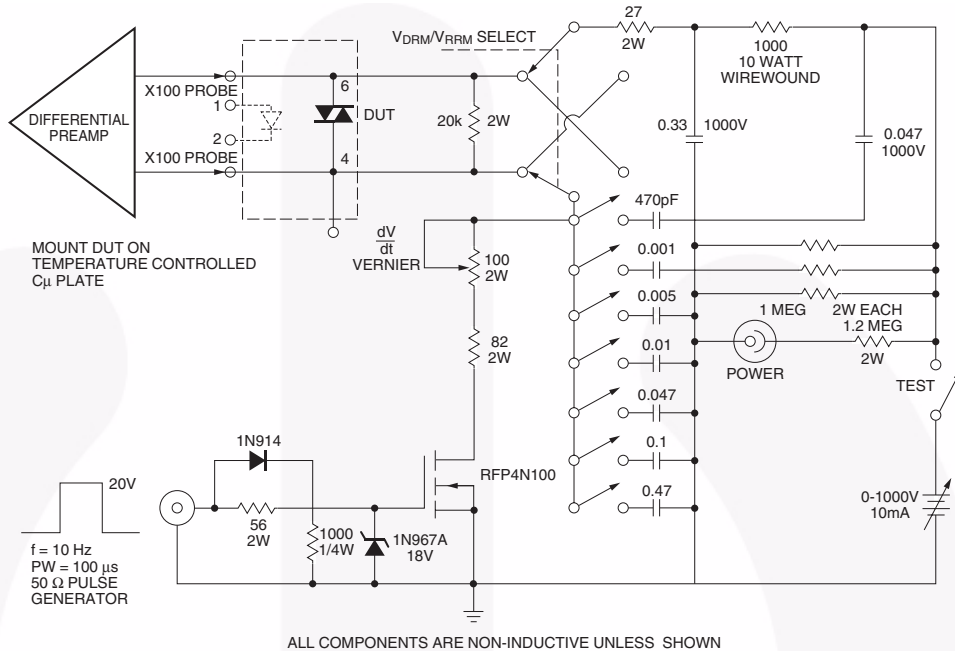 27
2W
VDRM/VRRM SELECT
1000
10 WATT
WIREWOUND
X100 PROBE
6
1
DIFFERENTIAL
PREAMP
DUT
20k
2W
0.33
1000V
0.047
1000V
2
X100 PROBE
4
470pF
MOUNT DUT ON
TEMPERATURE CONTROLLED
Cμ PLATE
dV
dt
VERNIER
100
2W
0.001
0.005
1 MEG
2W EACH
1.2 MEG
82
2W
0.01
POWER
2W
TEST
0.047
1N914
0.1
RFP4N100
20V
0.47
0-1000V
10mA
56
2W
1000
1/4W
1N967A
18V
f = 10 Hz
PW = 100 μs
50 Ω PULSE
GENERATOR
ALL COMPONENTS ARE NON-INDUCTIVE UNLESS SHOWN